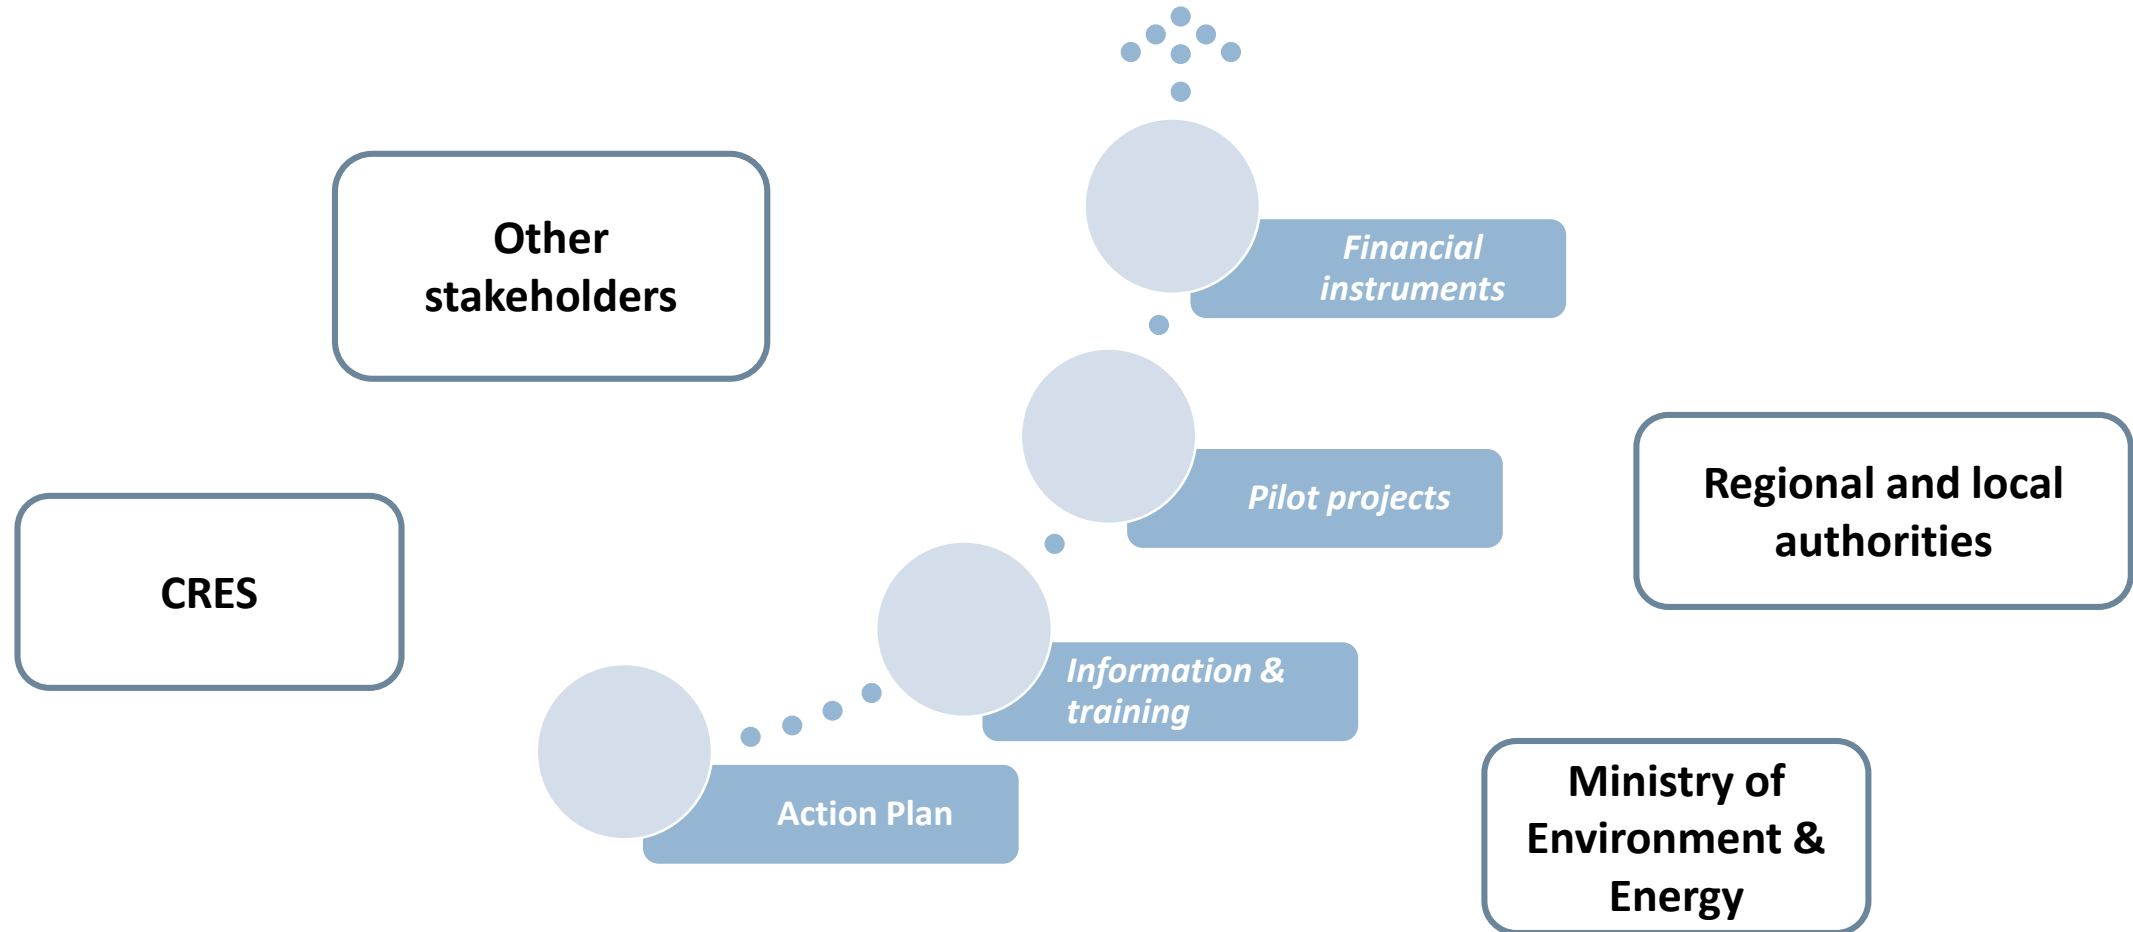 Other
stakeholders
Financial
instruments
Pilot projects
Regional and local
authorities
CRES
Information &
training
Action Plan
Ministry of
Environment &
Energy